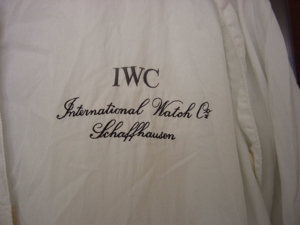 IWC
International Watch Co.
Schaffhausen